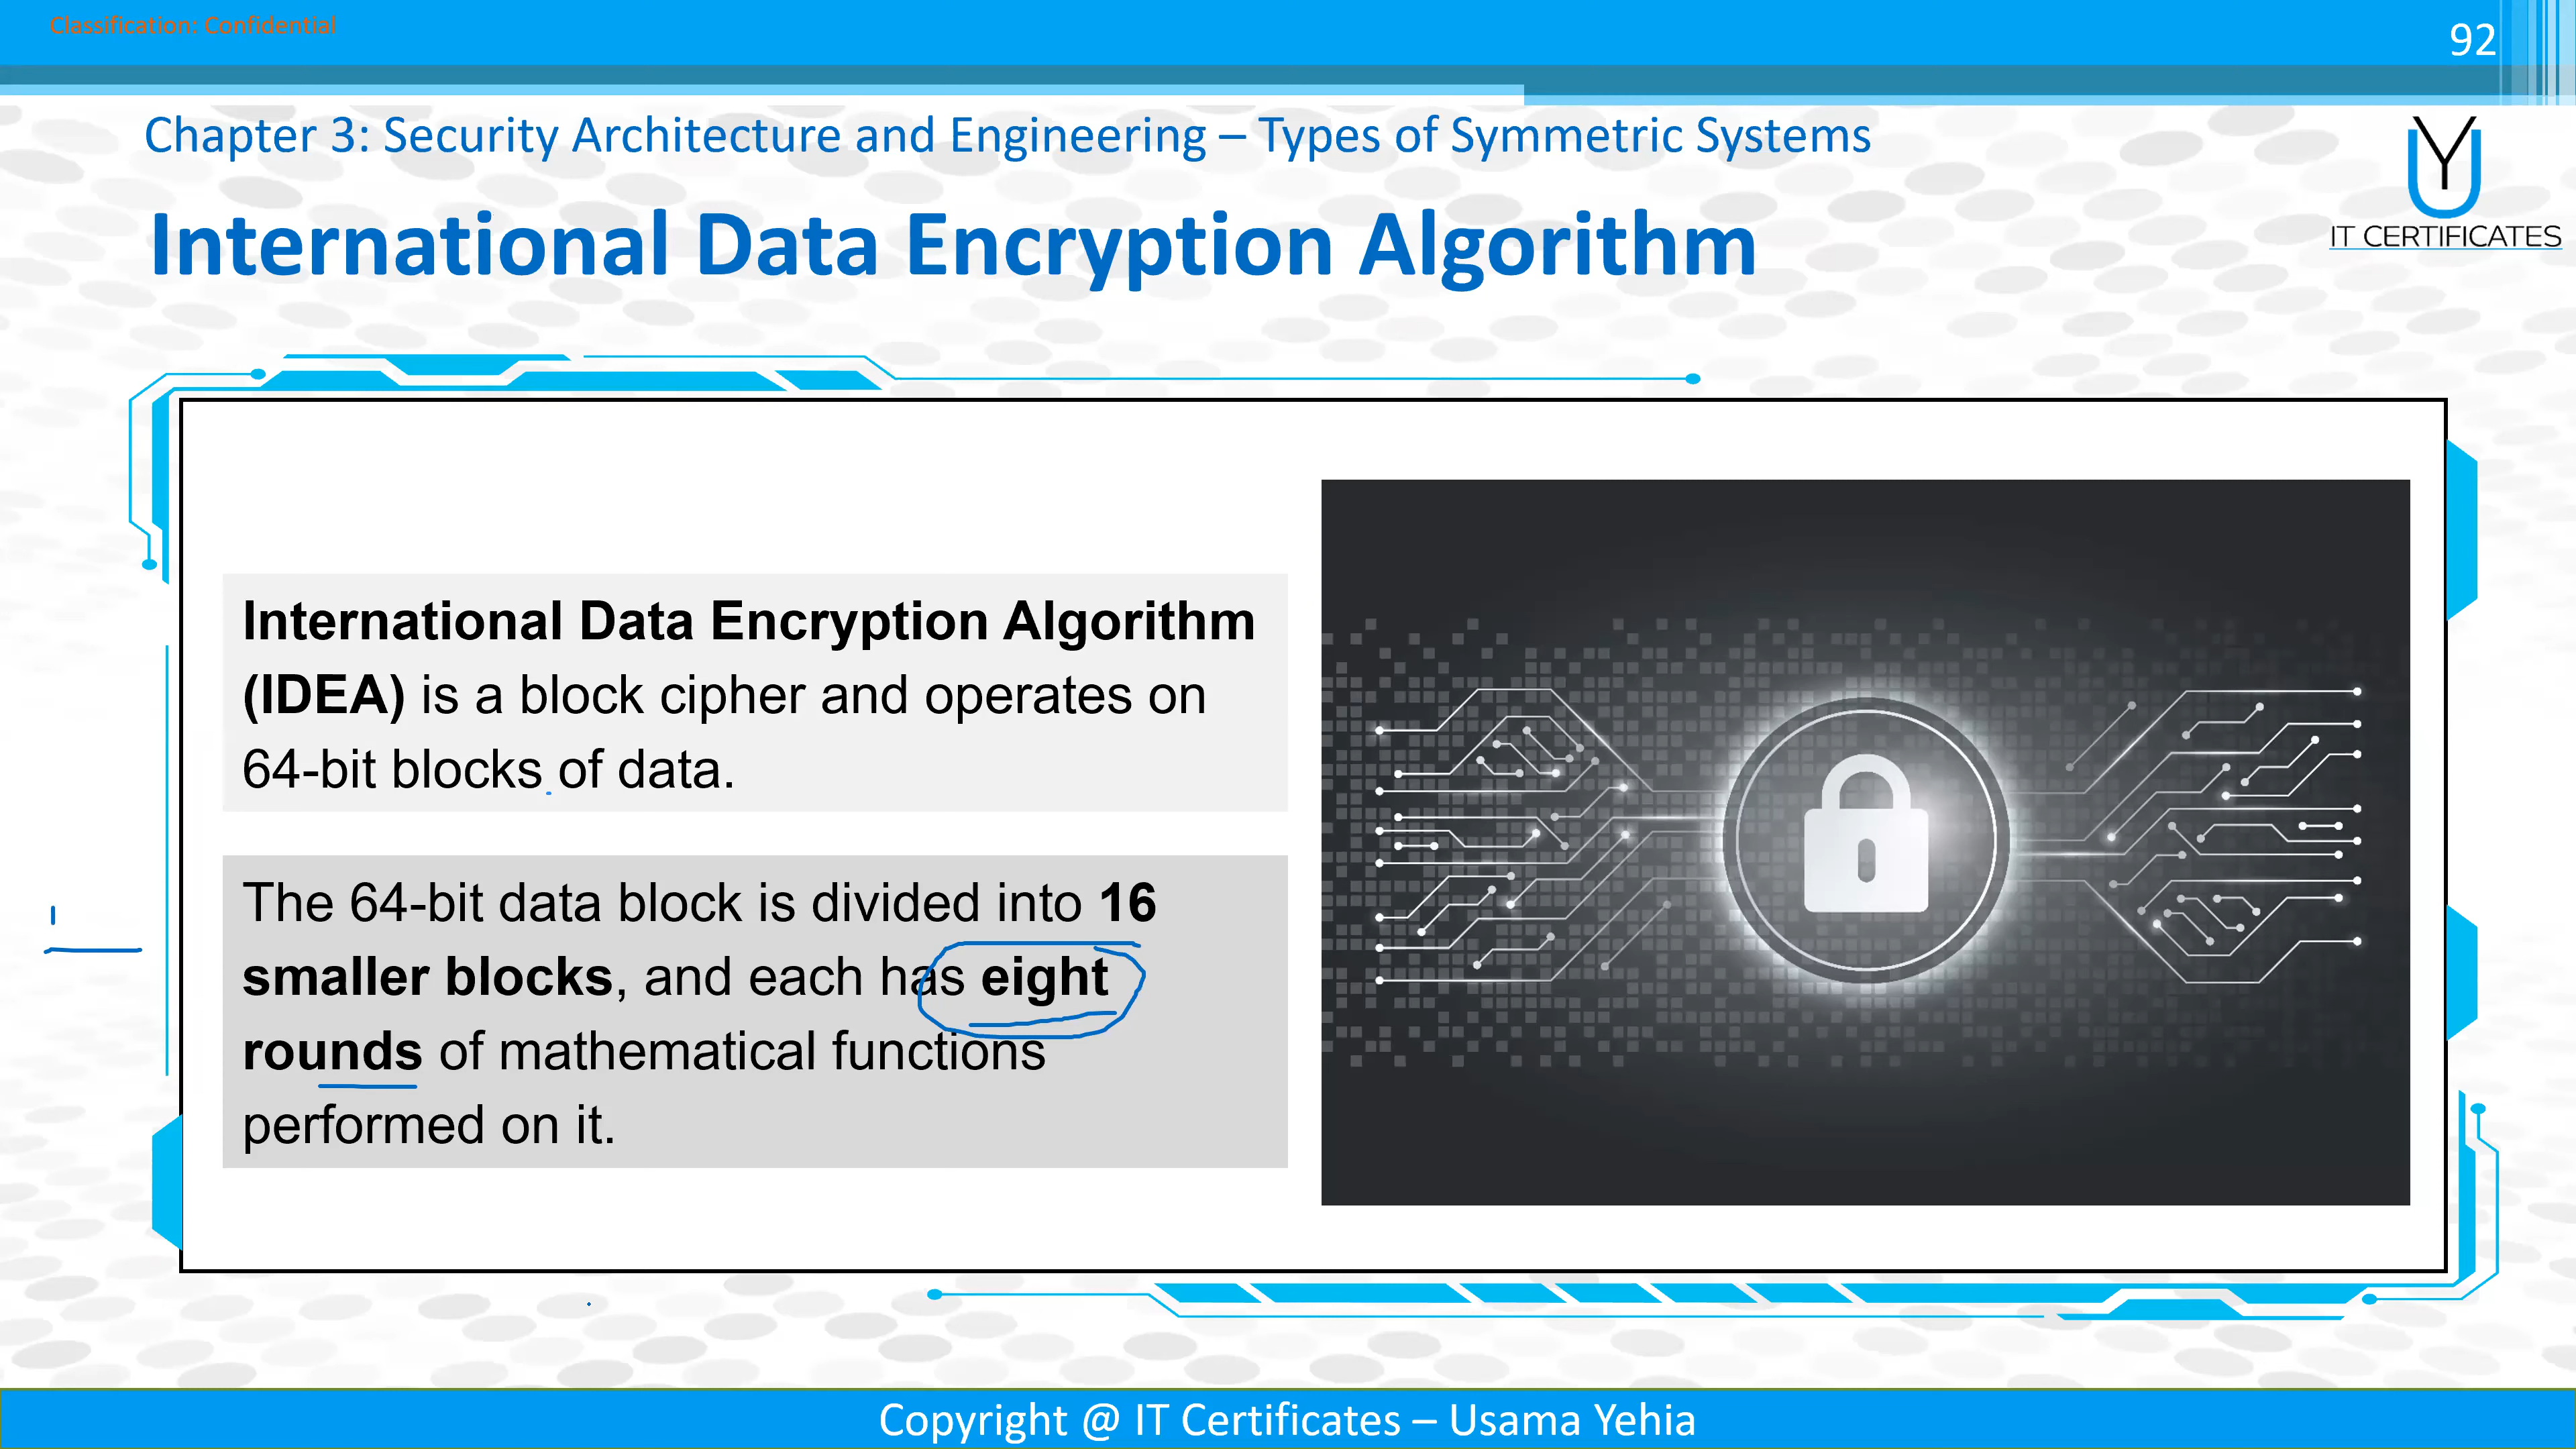 Classification: Confidential
92
Chapter 3: Security Architecture and Engineering – Types of Symmetric Systems
International Data Encryption Algorithm
IT CERTIFICATES
International Data Encryption Algorithm
(IDEA) is a block cipher and operates on
64-bit blocks of data.
The 64-bit data block is divided into 16
smaller blocks, and each has eight
rounds of mathematical functions
performed on it.
Copyright @ IT Certificates – Usama Yehia